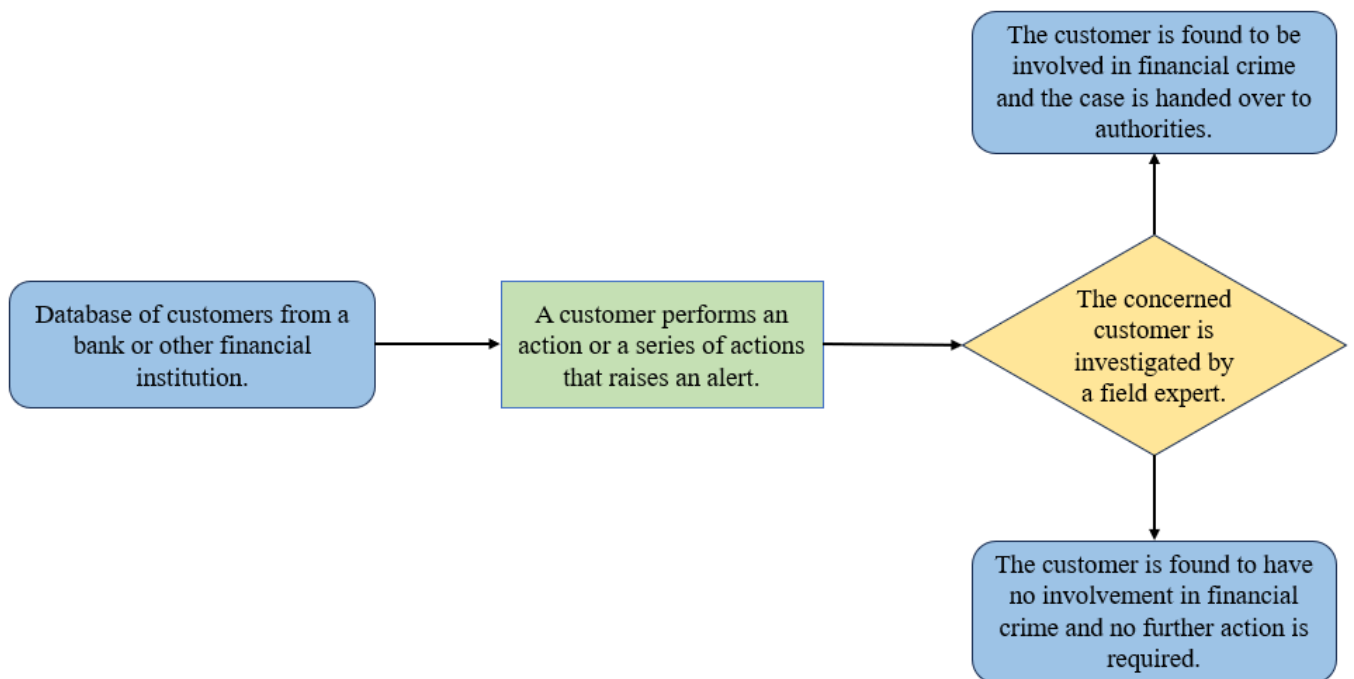 The customer is found to be
involved in financial crime
and the case is handed over to
authorities.
Database of customers from a
bank or other financial
institution.
A customer performs an
action or a series of actions
that raises an alert.
The concerned
customer is
investigated by
a field expert.
The customer is found to have
no involvement in financial
crime and no further action is
required.